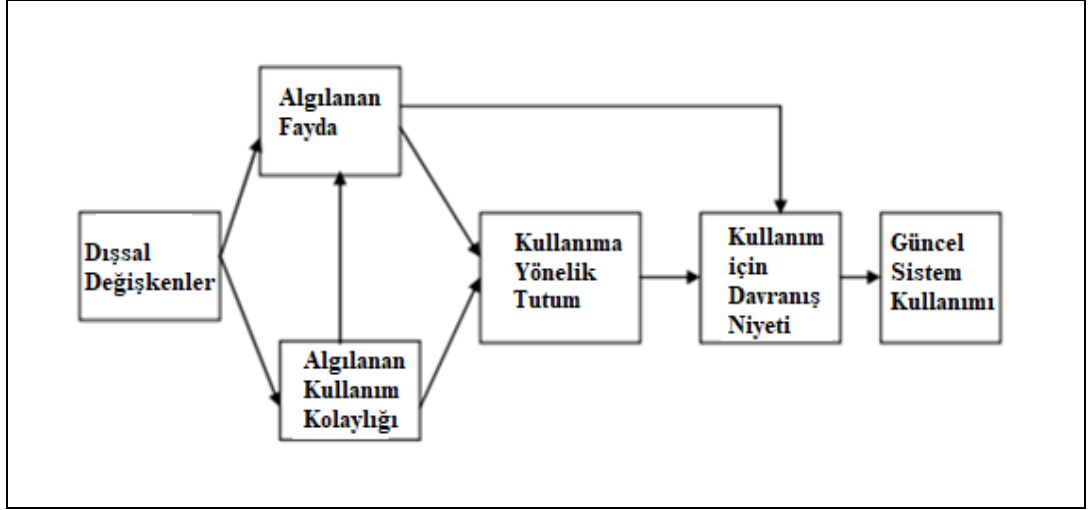 Algılanan
Fayda
Dışsal
Değişkenler
Algılanan
Kullanım
Kolaylığı
Kullanıma
Yönelik
Tutum
Kullanım
için
Davranış
Niyeti
Güncel
Sistem
Kullanımı